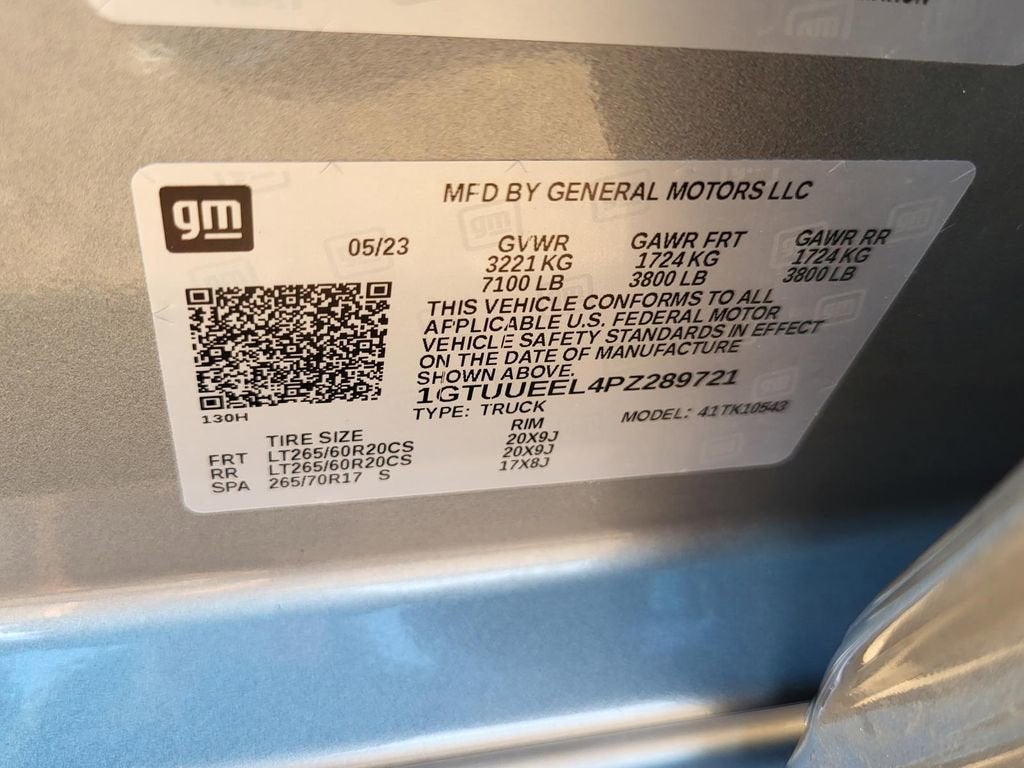 gm
MFD BY GENERAL MOTORS LLC
05/23
GVWR GAWR FRT GAWR RR
3221 KG 1724 KG 1724 KG
7100 LB 3800 LB 3800 LB
THIS VEHICLE CONFORMS TO ALL
APPLICABLE U.S. FEDERAL MOTOR
VEHICLE SAFETY STANDARDS IN EFFECT
ON THE DATE OF MANUFACTURE
SHOWN ABOVE.
1GTUUEEL4PZ289721
130H
TYPE: TRUCK MODEL: 41TK10543
TIRE SIZE RIM
FRT LT265/60R20CS 20X9J
RR LT265/60R20CS 20X9J
SPA 265/70R17 S 17X8J